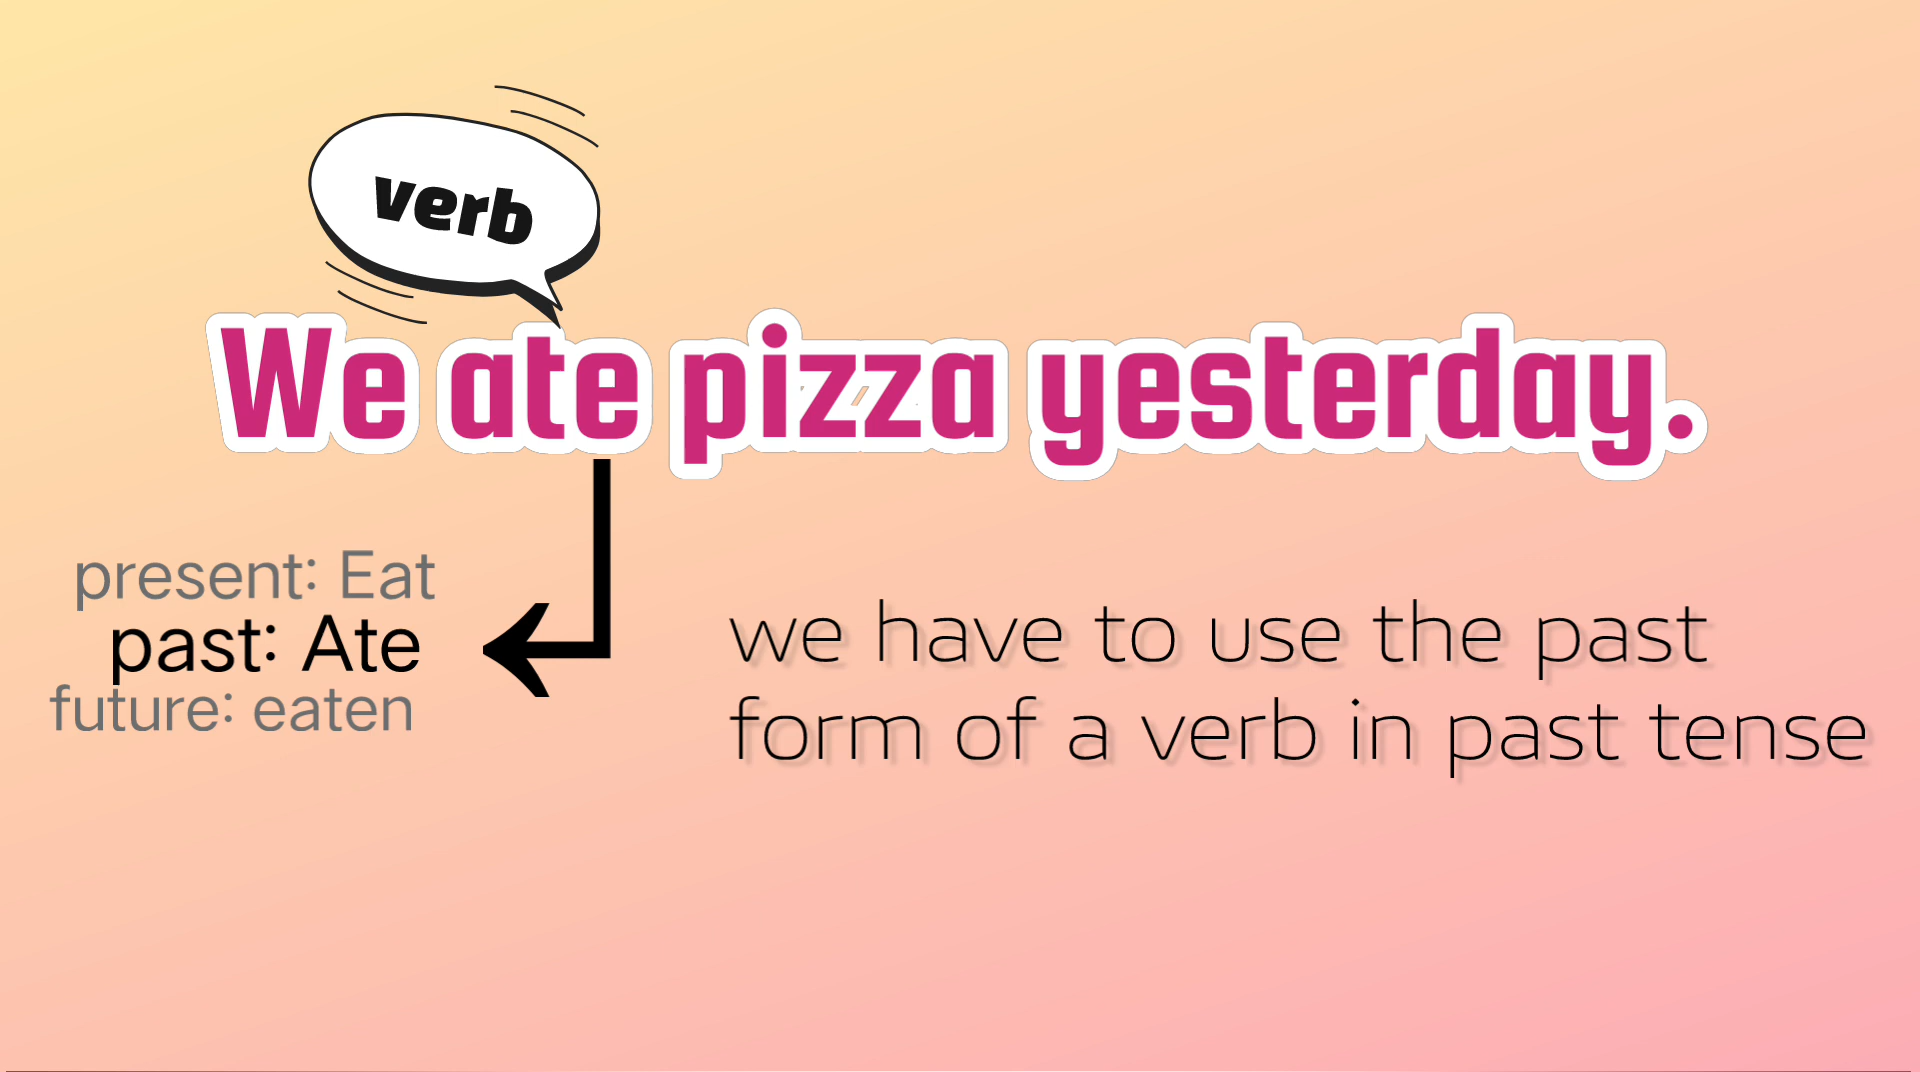 verb
We ate pizza yesterday.
present: Eat
past: Ate
future: eaten
we have to use the past
form of a verb in past tense